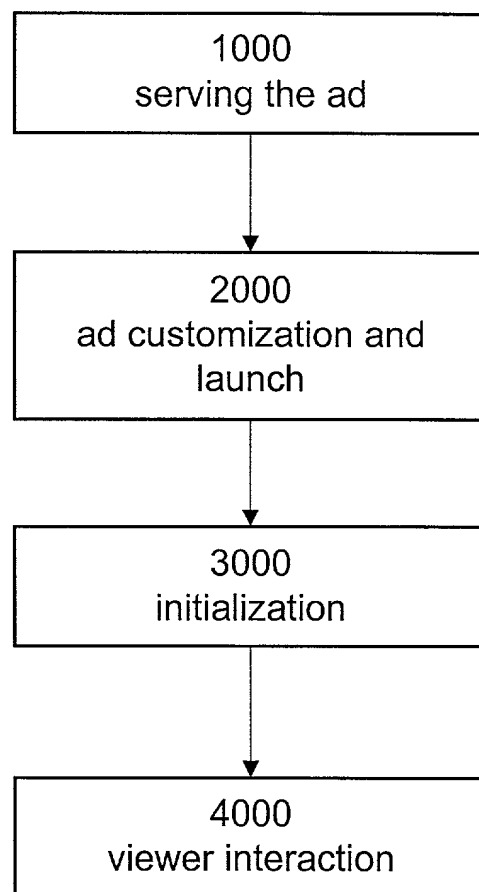 1000
serving the ad
2000
ad customization and
launch
3000
initialization
4000
viewer interaction